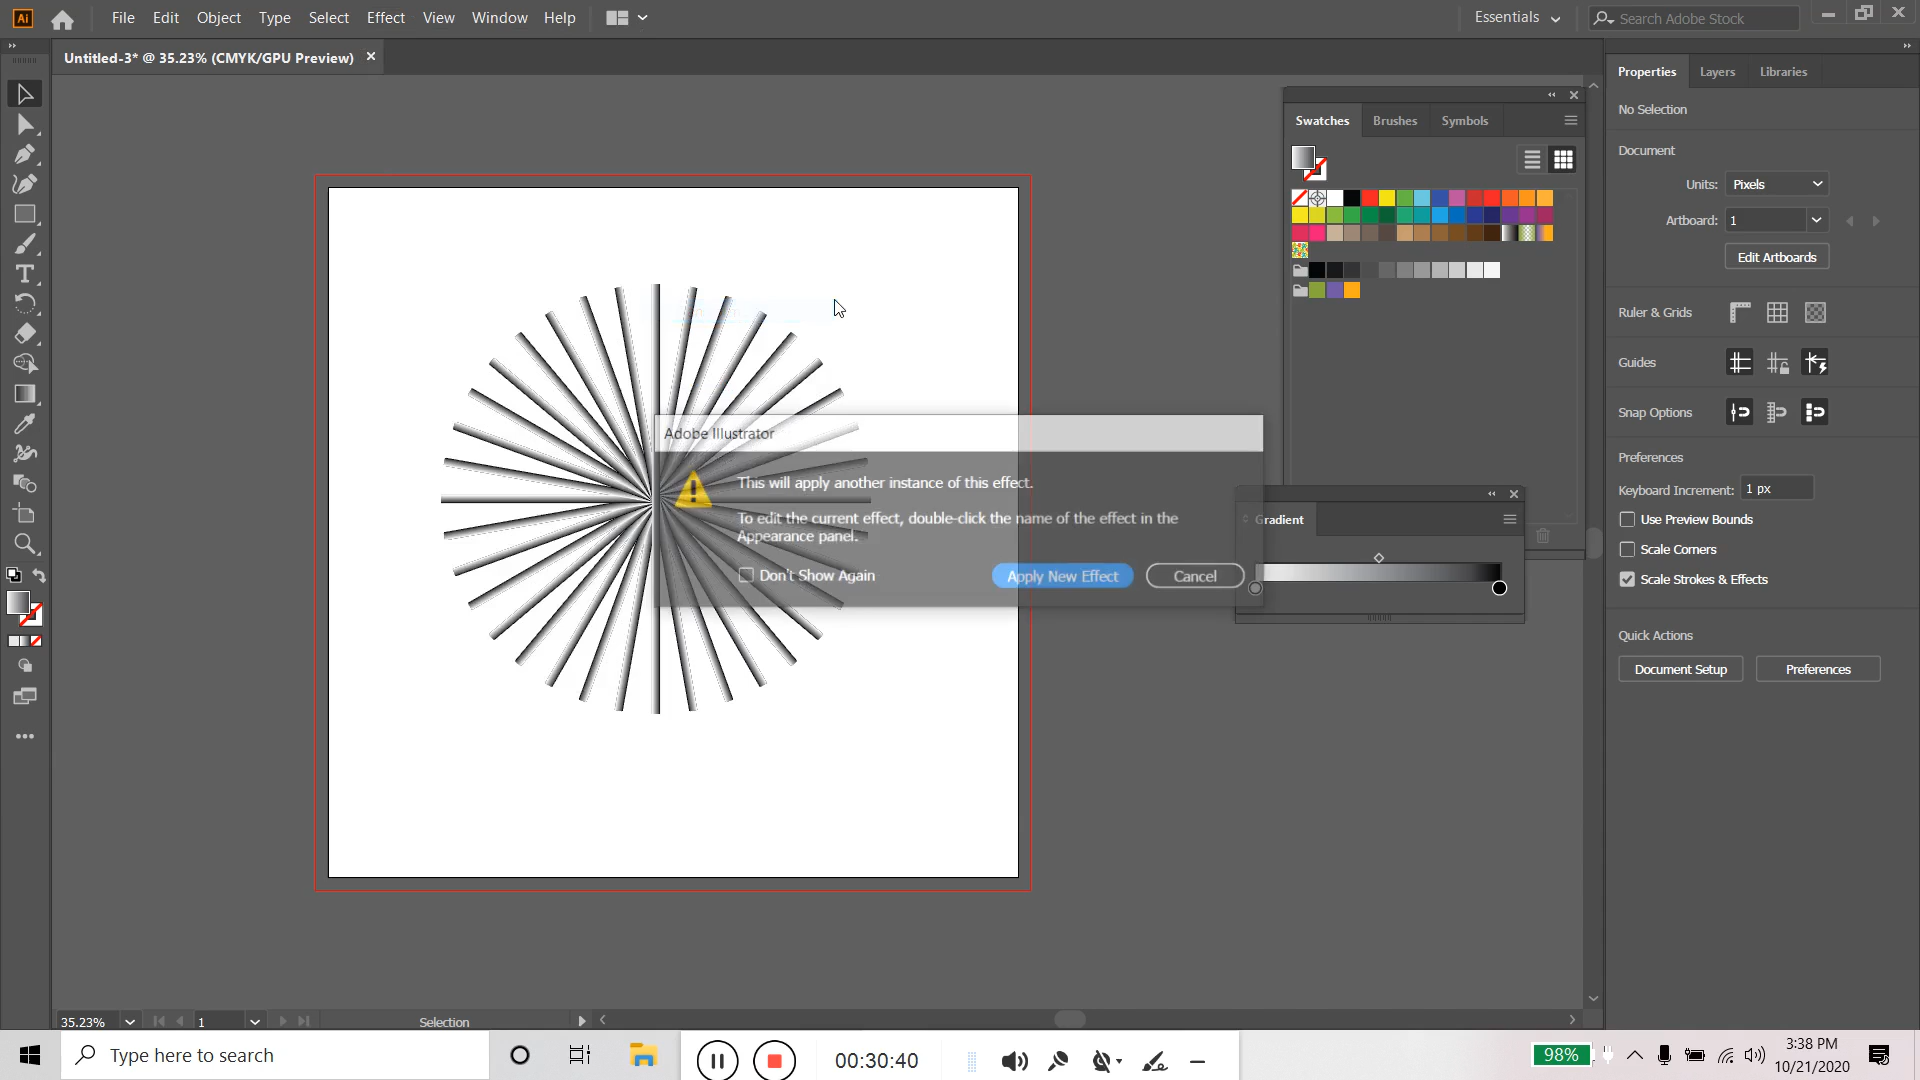 Ai File Edit Object Type Select Effect View Window Help Essentials Search Adobe Stock
Untitled-3* @ 35.23% (CMYK/GPU Preview)
Properties Layers Libraries
No Selection
Document
Units: Pixels
Artboard: 1
Edit Artboards
Ruler & Grids
Guides
Snap Options
Preferences
Keyboard Increment: 1 px
Use Preview Bounds
Scale Corners
Scale Strokes & Effects
Quick Actions
Document Setup Preferences
Swatches Brushes Symbols
Gradient
Adobe Illustrator
This will apply another instance of this effect.
To edit the current effect, double-click the name of the effect in the
Appearance panel.
Don't Show Again Apply New Effect Cancel
35.23% 1 Selection
Type here to search
00:30:40
98%
3:38 PM
10/21/2020